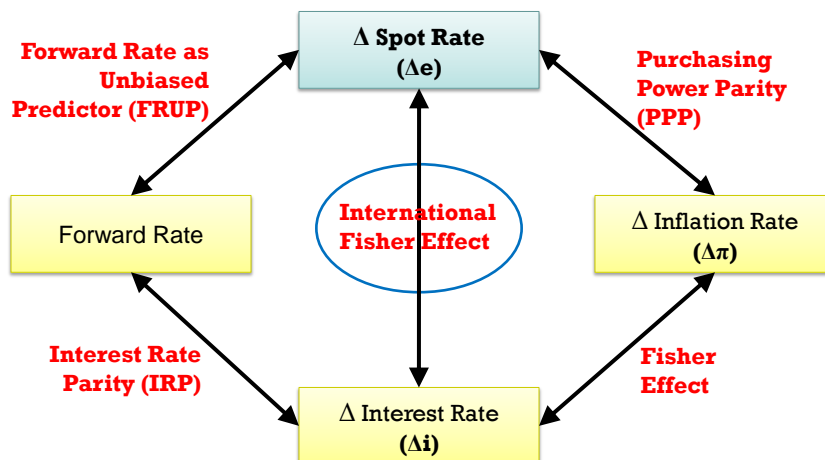 Forward Rate as
Unbiased
Predictor (FRUP)
Δ Spot Rate
(Δe)
Purchasing
Power Parity
(PPP)
Forward Rate
International
Fisher Effect
Δ Inflation Rate
(Δπ)
Interest Rate
Parity (IRP)
Δ Interest Rate
(Δi)
Fisher
Effect